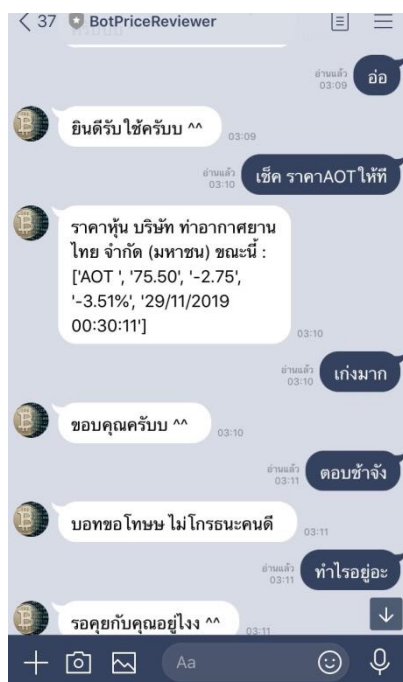 37 BotPriceReviewer
อ่านแล้ว
03:09
อ่อ
ยินดีรับใช้ครับบ ^^
03:09
อ่านแล้ว
03:10
เช็ค ราคาAOT ให้ที
ราคาหุ้น บริษัท ท่าอากาศยาน
ไทย จำกัด (มหาชน) ขณะนี้ :
['AOT ', '75.50', '-2.75',
'-3.51%', '29/11/2019
00:30:11']
03:10
อ่านแล้ว
03:10
เก่งมาก
ขอบคุณครับบ ^^
03:10
อ่านแล้ว
03:11
ตอบช้าจัง
บอทขอโทษษ ไม่โกรธนะคนดี
03:11
อ่านแล้ว
03:11
ทำไรอยู่อะ
รอคุยกับคุณอยู่ไงง ^^
03:11
Aa